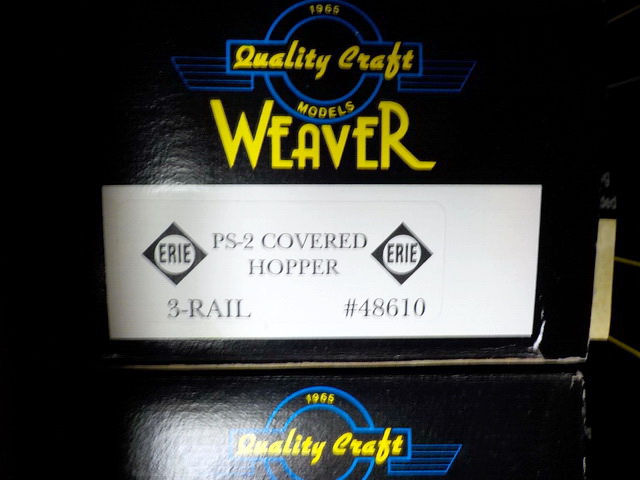 1965
Quality Craft
MODELS
WEAVER
ERIE PS-2 COVERED ERIE
HOPPER
3-RAIL #48610
1965
Quality Craft